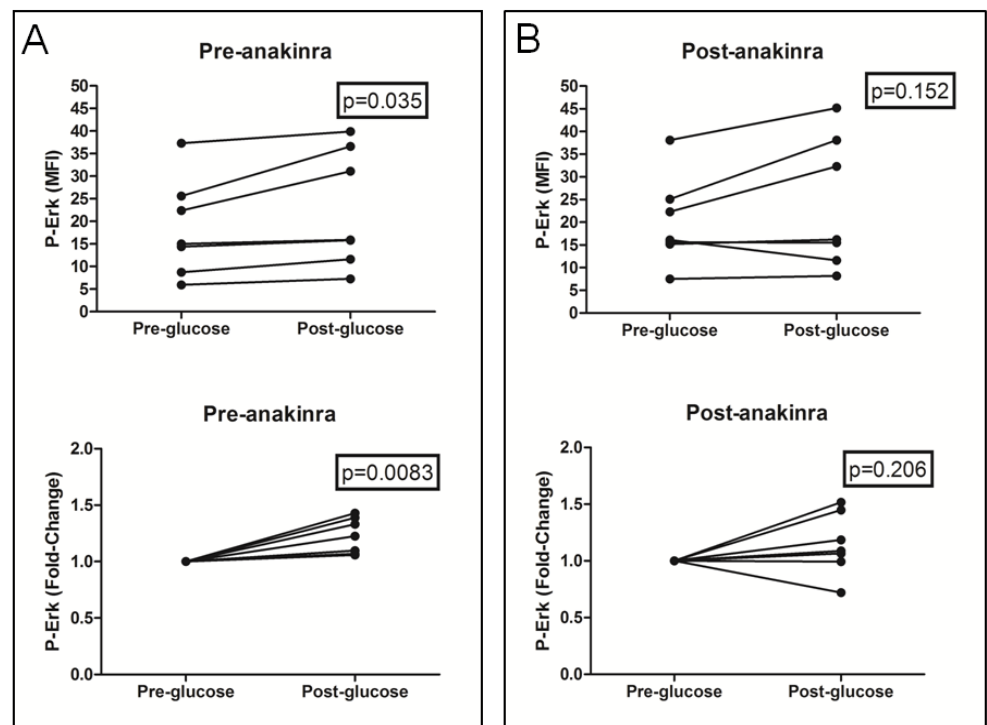 A
Pre-anakinra
p=0.035
P-Erk (MFI)
50
45
40
35
30
25
20
15
10
5
0
Pre-glucose Post-glucose
Pre-anakinra
p=0.0083
P-Erk (Fold-Change)
2.0
1.5
1.0
0.5
0.0
Pre-glucose Post-glucose
B
Post-anakinra
p=0.152
P-Erk (MFI)
50
45
40
35
30
25
20
15
10
5
0
Pre-glucose Post-glucose
Post-anakinra
p=0.206
P-Erk (Fold-Change)
2.0
1.5
1.0
0.5
0.0
Pre-glucose Post-glucose